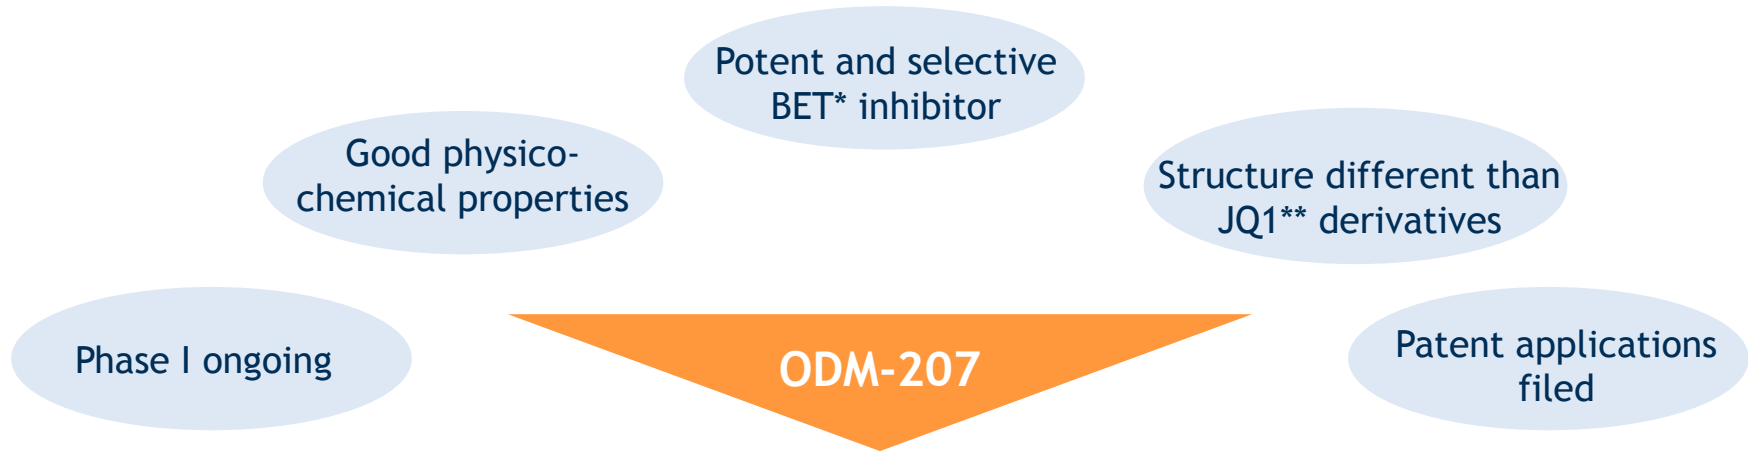 Potent and selective
BET* inhibitor
Good physico-
chemical properties
Structure different than
JQ1** derivatives
Phase I ongoing
ODM-207
Patent applications
filed